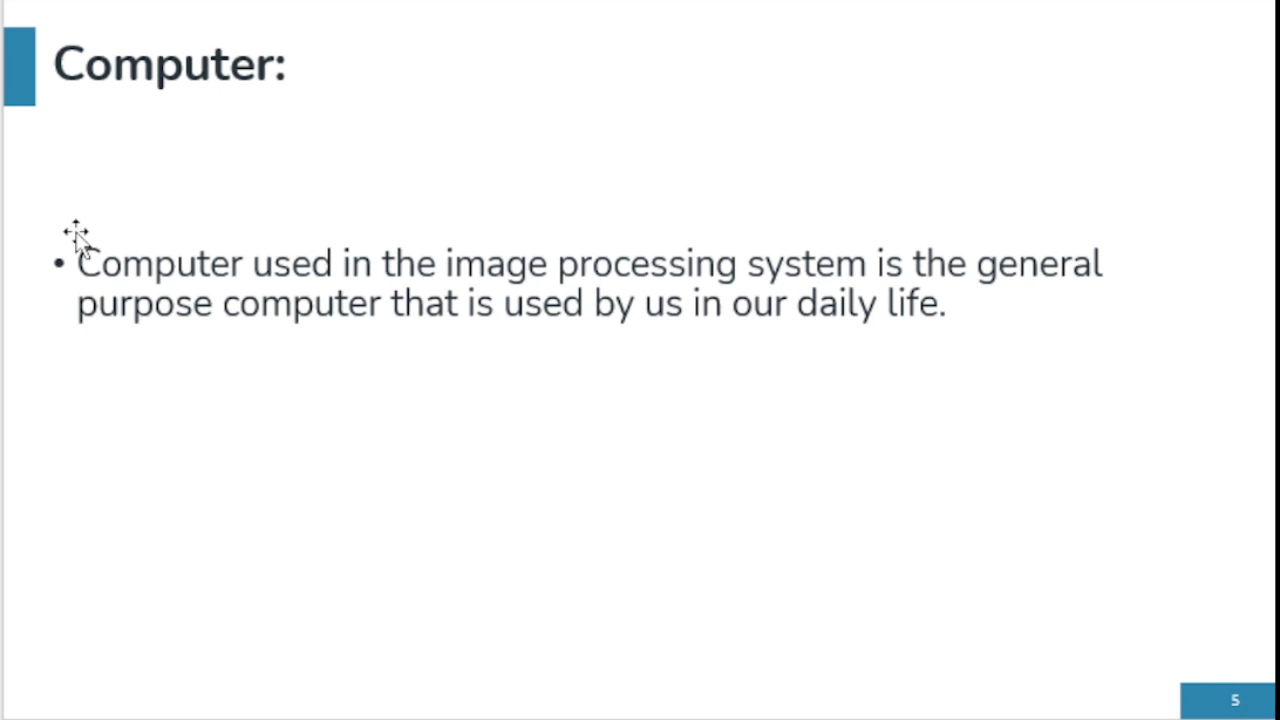 Computer:
• Computer used in the image processing system is the general
purpose computer that is used by us in our daily life.
5